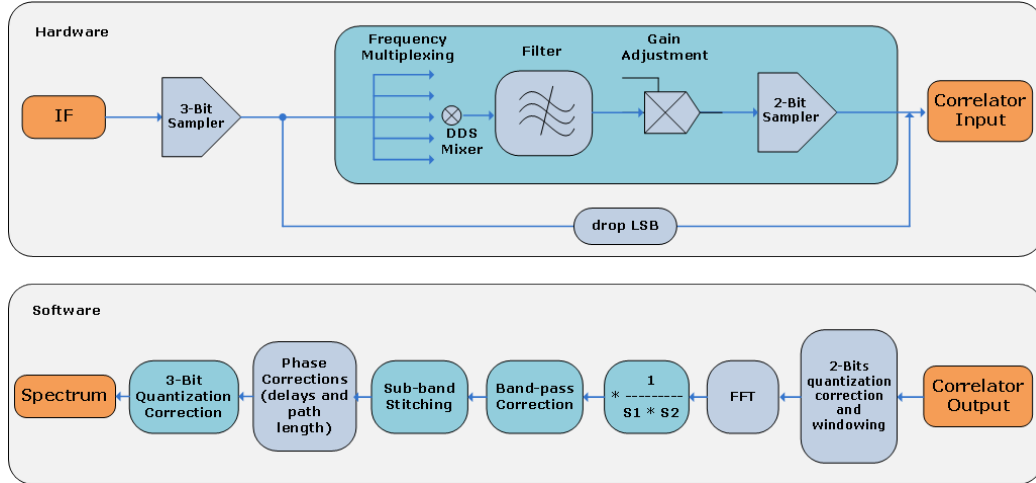 Hardware
IF
3-Bit
Sampler
Frequency
Multiplexing
DDS
Mixer
Filter
Gain
Adjustment
2-Bit
Sampler
Correlator
Input
drop LSB
Software
Spectrum
3-Bit
Quantization
Correction
Phase
Corrections
(delays and
path
length)
Sub-band
Stitching
Band-pass
Correction
1
* ---------
S1 * S2
FFT
2-Bits
quantization
correction
and
windowing
Correlator
Output